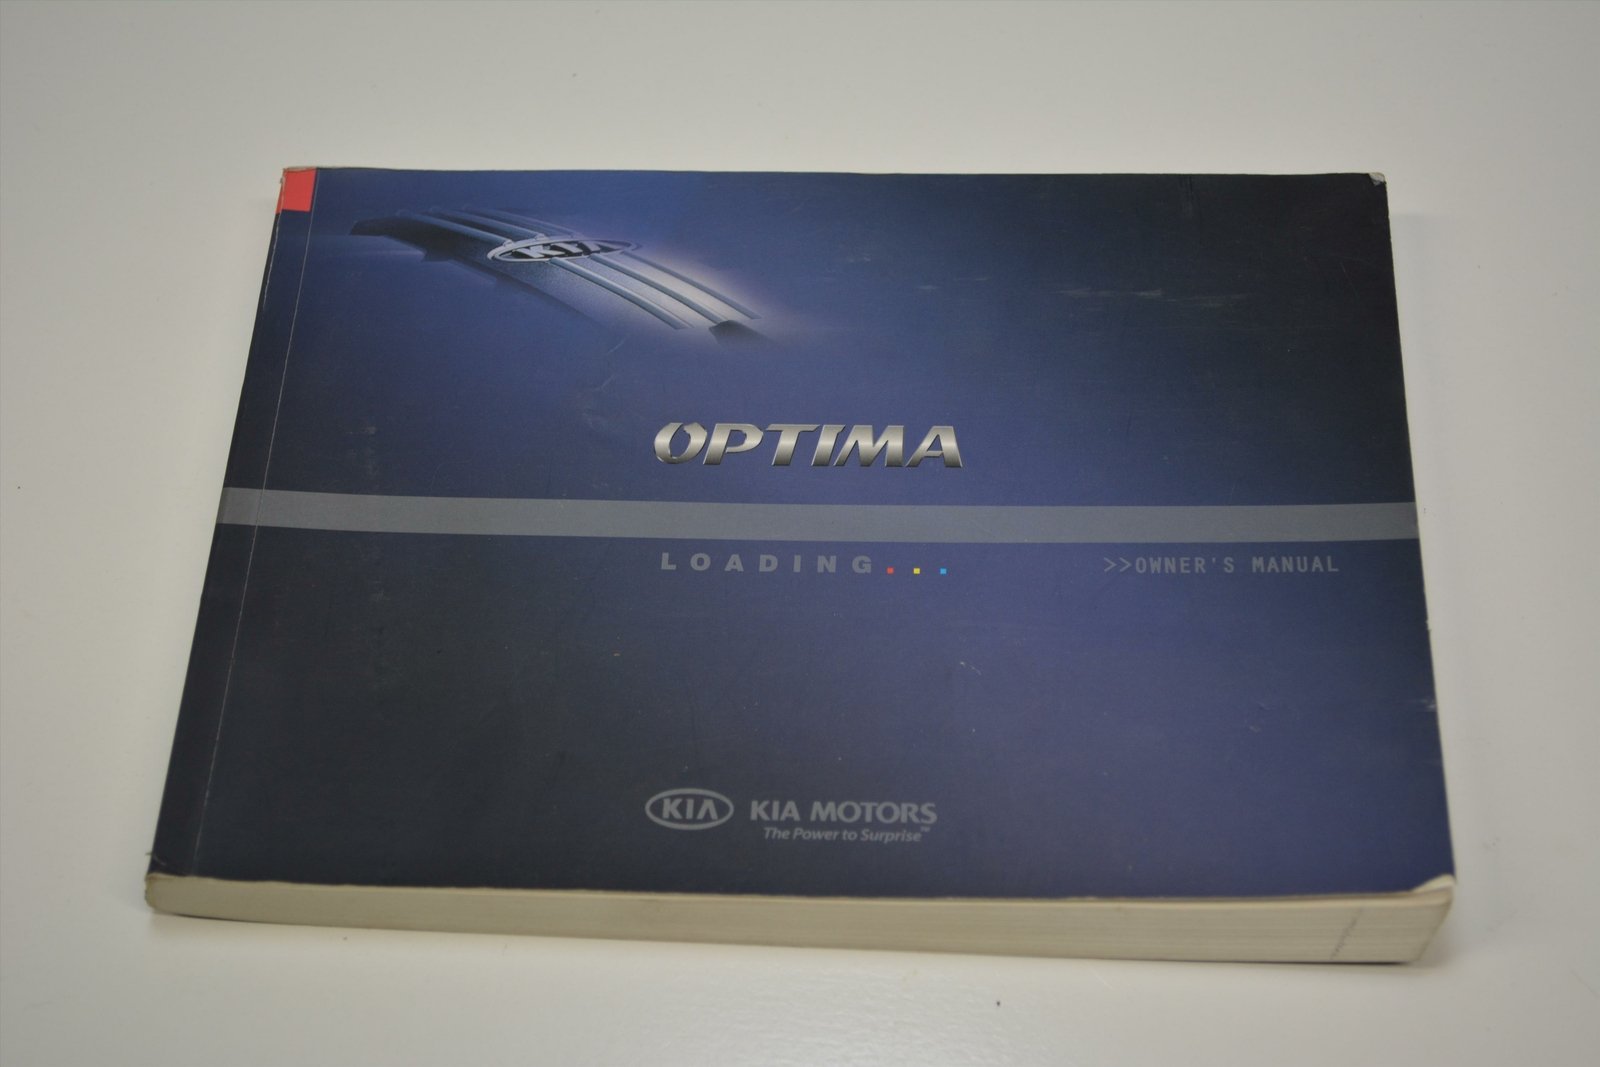 KIA
OPTIMA
LOADING...
>>OWNER'S MANUAL
KIA KIA MOTORS
The Power to Surprise™